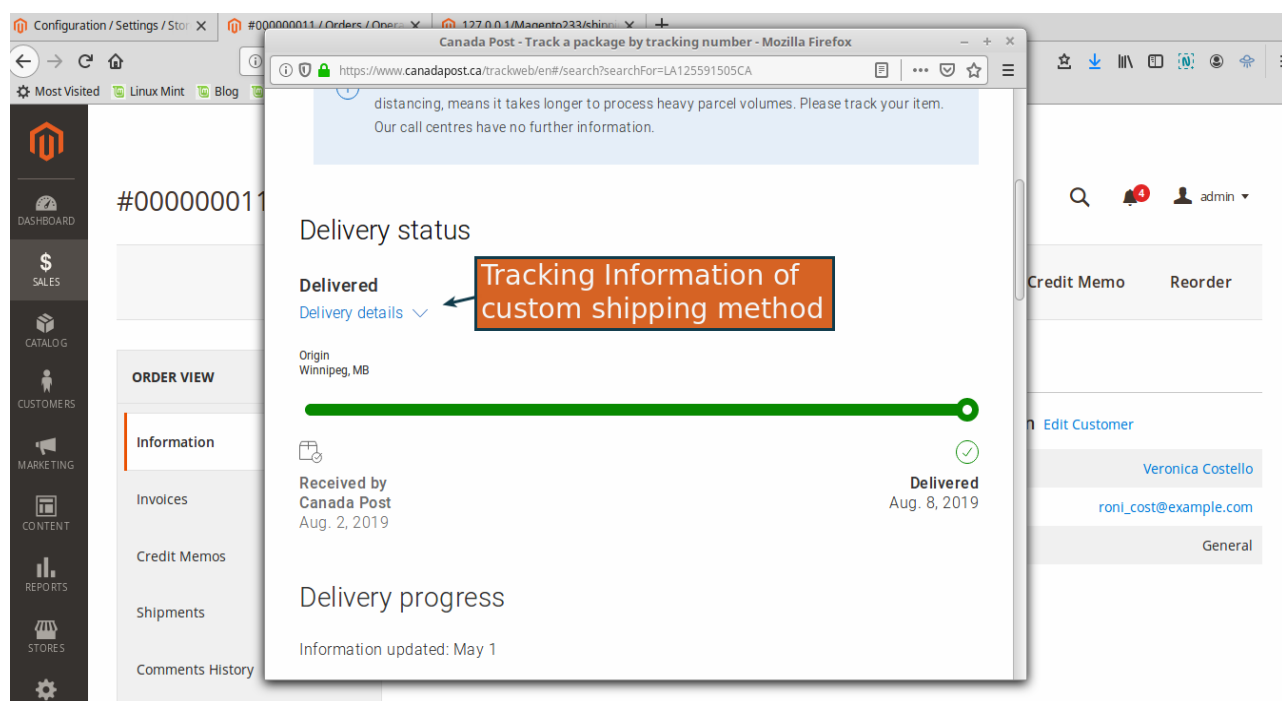 Configuration / Settings / Stor
#000000011 / Orders / Opera
127.0.0.1/Magento233/shippi
Canada Post - Track a package by tracking number - Mozilla Firefox
https://www.canadapost.ca/trackweb/en#/search?searchFor=LA125591505CA
Most Visited
Linux Mint
Blog
distancing, means it takes longer to process heavy parcel volumes. Please track your item.
Our call centres have no further information.
#000000011
4
admin
DASHBOARD
$
SALES
CATALOG
CUSTOMERS
MARKETING
CONTENT
REPORTS
STORES
Credit Memo
Reorder
ORDER VIEW
Information
Invoices
Credit Memos
Shipments
Comments History
Delivery status
Delivered
Delivery details
Tracking Information of
custom shipping method
Origin
Winnipeg, MB
Received by
Canada Post
Aug. 2, 2019
Delivered
Aug. 8, 2019
Delivery progress
Information updated: May 1
n Edit Customer
Veronica Costello
roni_cost@example.com
General